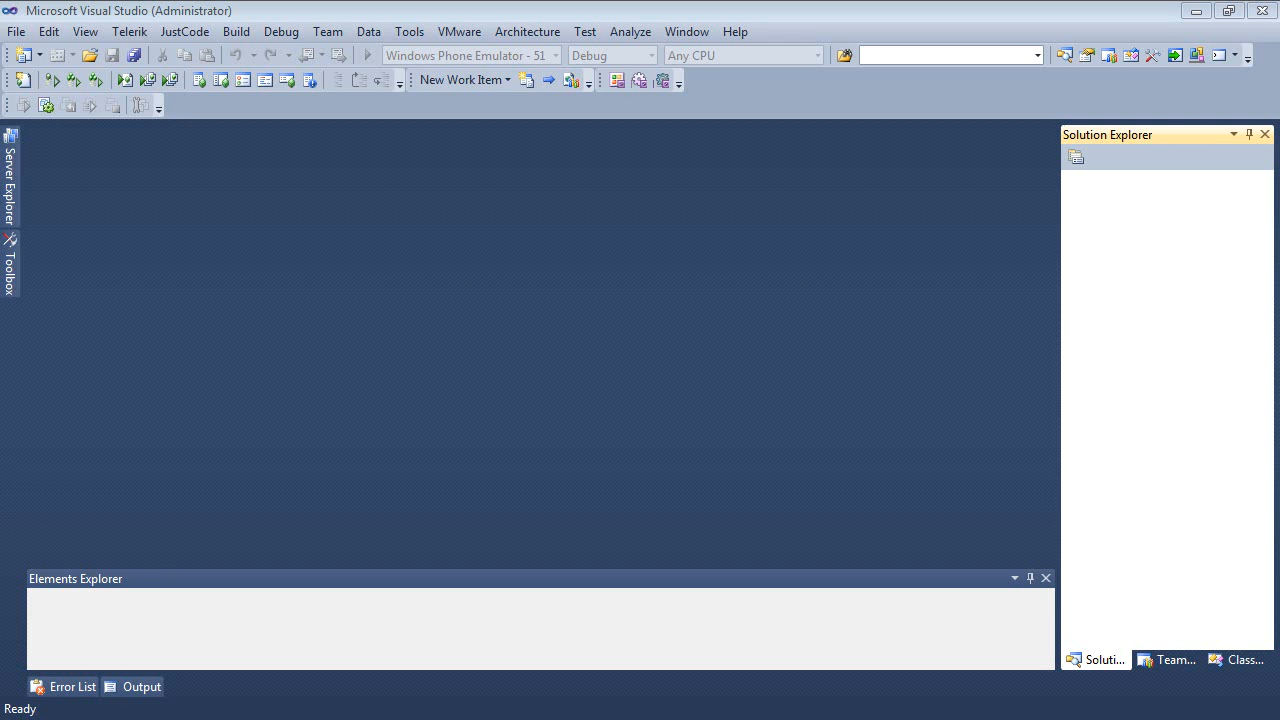 Microsoft Visual Studio (Administrator)
File Edit View Telerik JustCode Build Debug Team Data Tools VMware Architecture Test Analyze Window Help
Windows Phone Emulator - 51 Debug Any CPU
New Work Item
Server Explorer
Toolbox
Solution Explorer
Elements Explorer
Soluti... Team... Class...
Error List Output
Ready